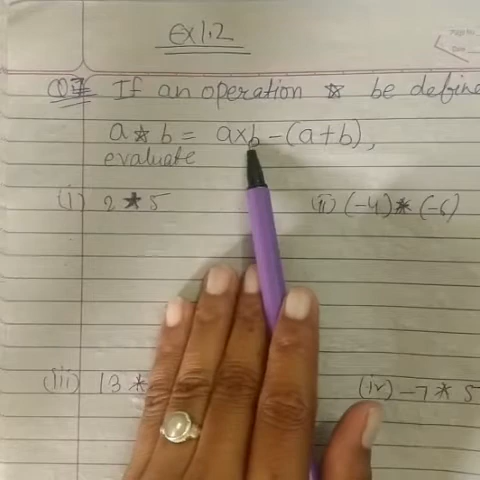 Ex 1.2
Q7 If an operation * be define
a * b = a×b - (a+b),
evaluate
(i) 2 * 5 (ii) (-4) * (-6)
(iii) 13 * (iv) -7 * 5